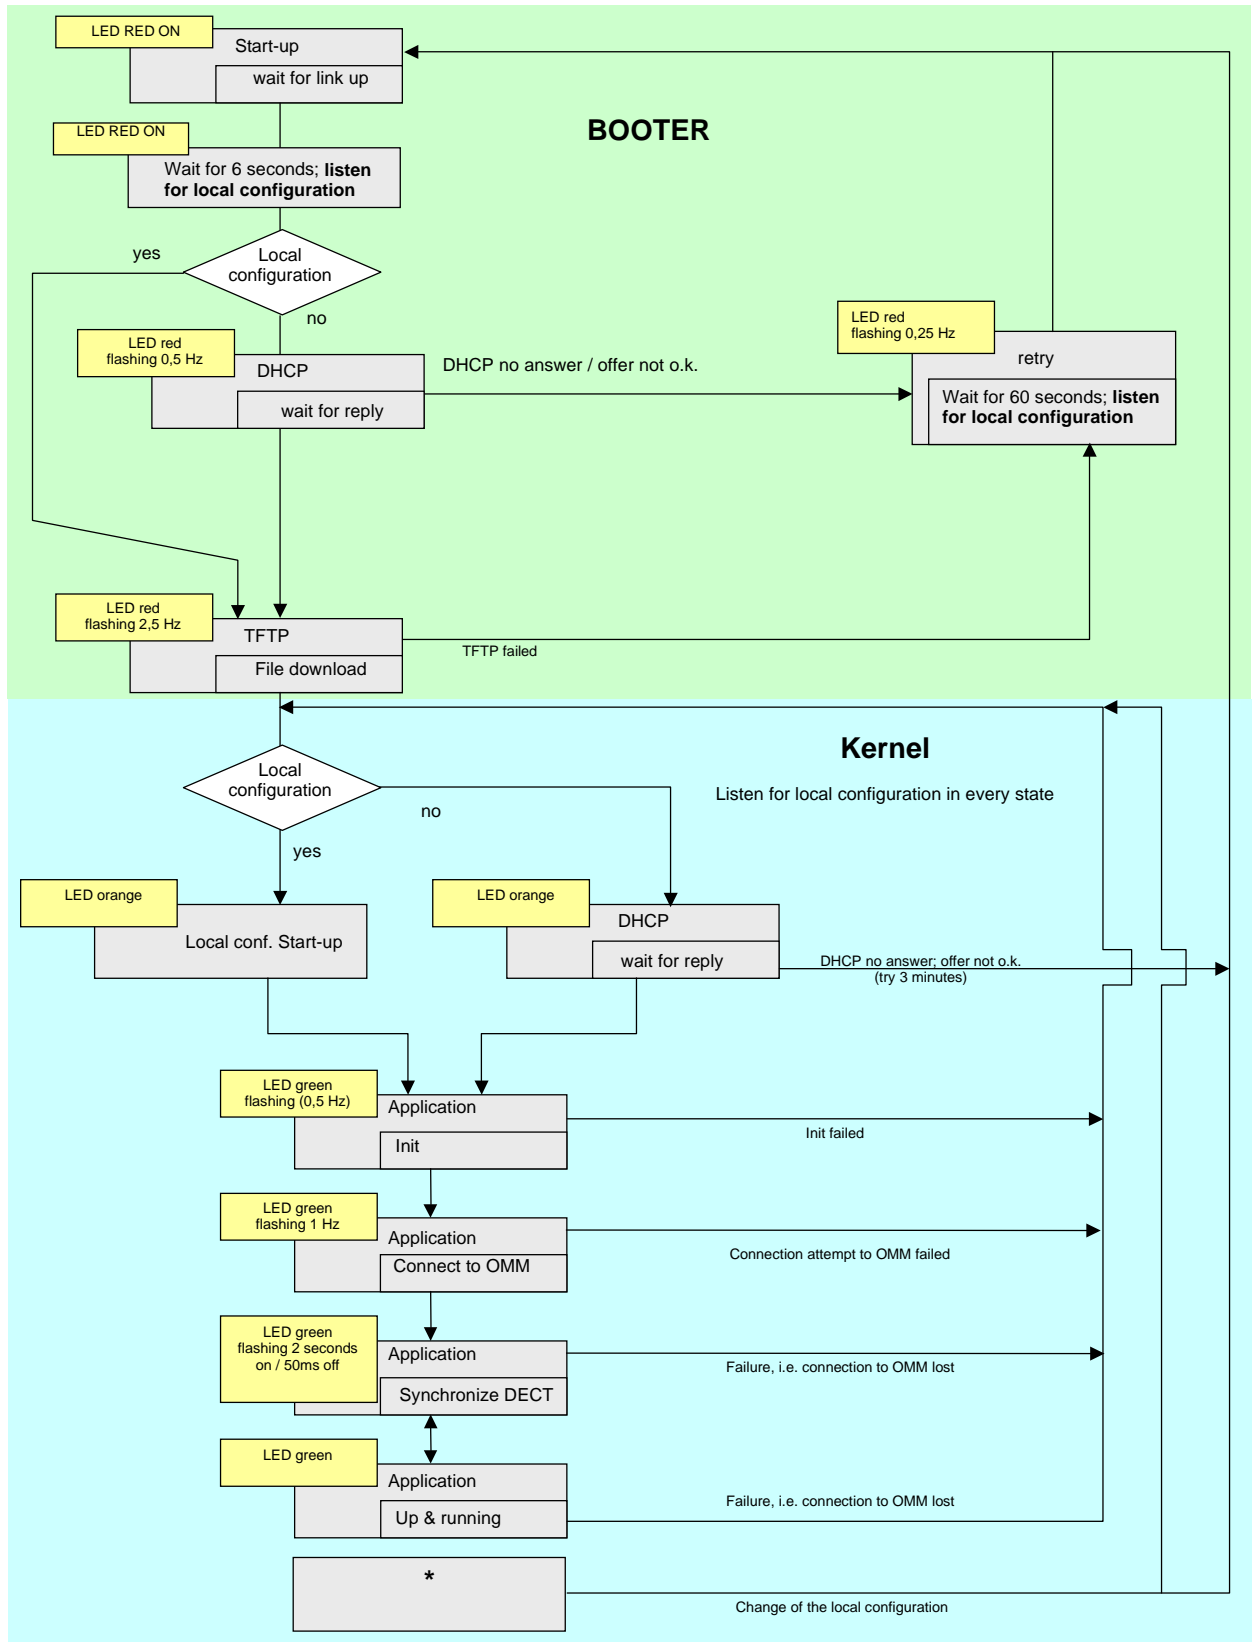 LED RED ON
Start-up
wait for link up
BOOTER
LED RED ON
Wait for 6 seconds; listen
for local configuration
yes
Local
configuration
no
LED red
flashing 0,5 Hz
DHCP
wait for reply
DHCP no answer / offer not o.k.
LED red
flashing 0,25 Hz
retry
Wait for 60 seconds; listen
for local configuration
LED red
flashing 2,5 Hz
TFTP
File download
TFTP failed
Kernel
Local
configuration
Listen for local configuration in every state
no
yes
LED orange
Local conf. Start-up
LED orange
DHCP
wait for reply
DHCP no answer; offer not o.k.
(try 3 minutes)
LED green
flashing (0,5 Hz)
Application
Init
Init failed
LED green
flashing 1 Hz
Application
Connect to OMM
Connection attempt to OMM failed
LED green
flashing 2 seconds
on / 50ms off
Application
Synchronize DECT
Failure, i.e. connection to OMM lost
LED green
Application
Up & running
Failure, i.e. connection to OMM lost
*
Change of the local configuration